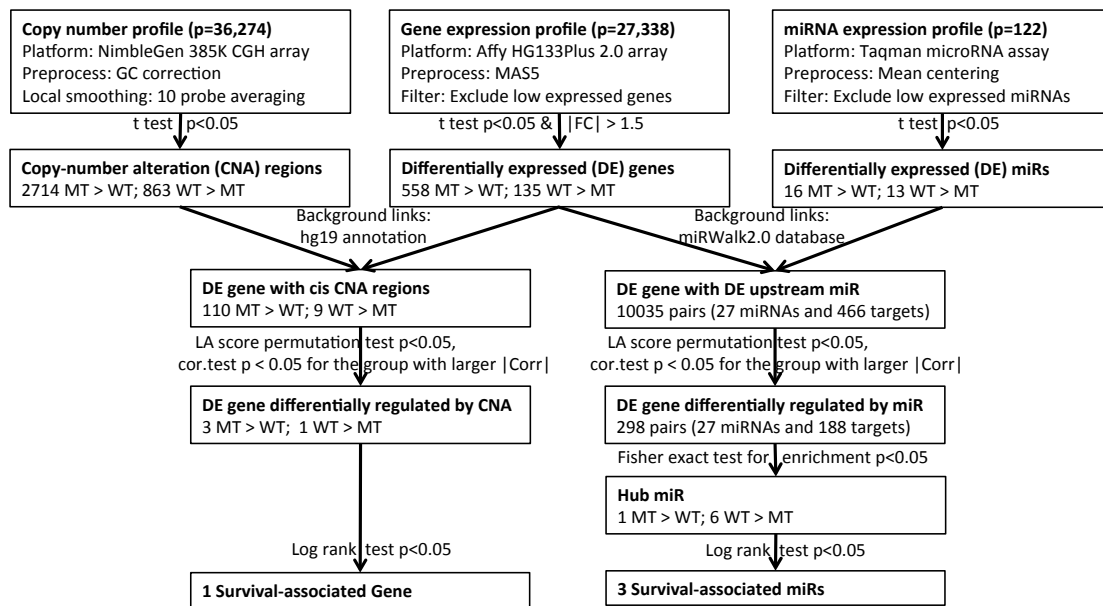 Copy number profile (p=36,274)
Platform: NimbleGen 385K CGH array
Preprocess: GC correction
Local smoothing: 10 probe averaging
Gene expression profile (p=27,338)
Platform: Affy HG133Plus 2.0 array
Preprocess: MAS5
Filter: Exclude low expressed genes
miRNA expression profile (p=122)
Platform: Taqman microRNA assay
Preprocess: Mean centering
Filter: Exclude low expressed miRNAs
t test p<0.05
t test p<0.05 & |FC| > 1.5
t test p<0.05
Copy-number alteration (CNA) regions
2714 MT > WT; 863 WT > MT
Differentially expressed (DE) genes
558 MT > WT; 135 WT > MT
Differentially expressed (DE) miRs
16 MT > WT; 13 WT > MT
Background links:
hg19 annotation
Background links:
miRWalk2.0 database
DE gene with cis CNA regions
110 MT > WT; 9 WT > MT
DE gene with DE upstream miR
10035 pairs (27 miRNAs and 466 targets)
LA score permutation test p<0.05,
cor.test p < 0.05 for the group with larger |Corr|
LA score permutation test p<0.05,
cor.test p < 0.05 for the group with larger |Corr|
DE gene differentially regulated by CNA
3 MT > WT; 1 WT > MT
DE gene differentially regulated by miR
298 pairs (27 miRNAs and 188 targets)
Fisher exact test for enrichment p<0.05
Hub miR
1 MT > WT; 6 WT > MT
Log rank test p<0.05
Log rank test p<0.05
1 Survival-associated Gene
3 Survival-associated miRs